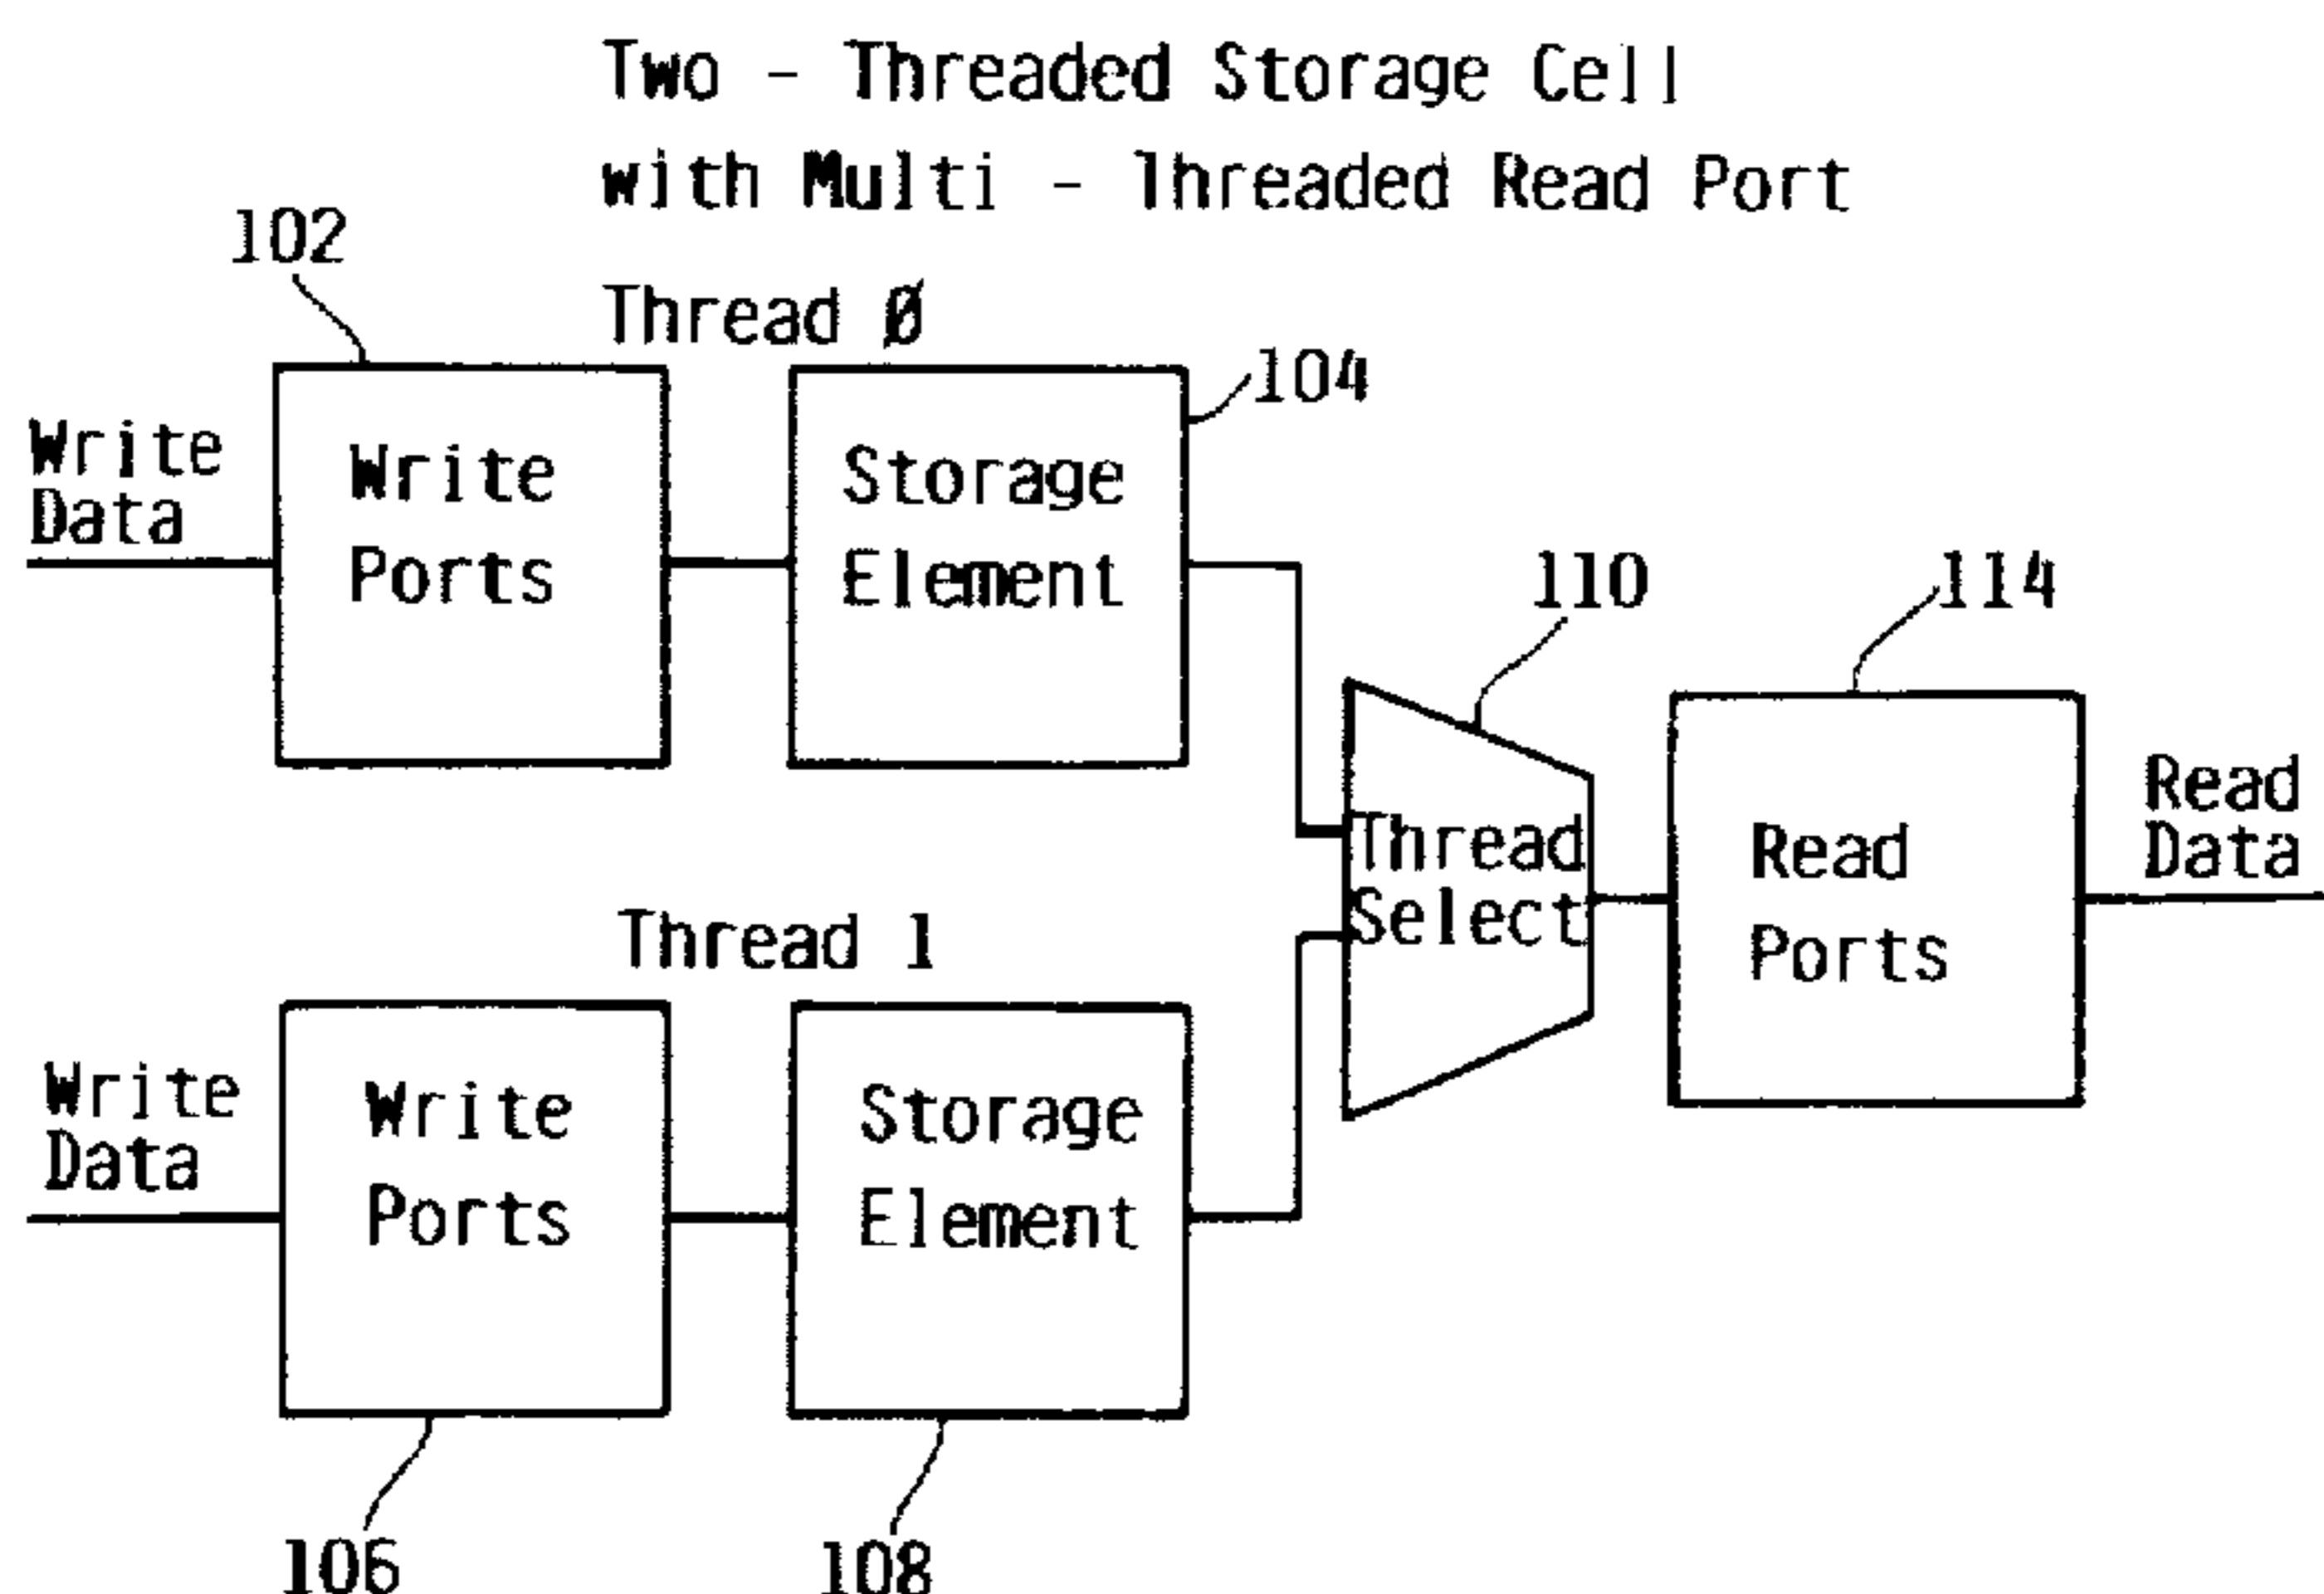 Two - Threaded Storage Cell
with Multi - Threaded Read Port
102
Thread 0
104
Write
Data
Write
Ports
Storage
Element
110
114
Thread
Select
Read
Ports
Read
Data
Thread 1
Write
Data
Write
Ports
Storage
Element
106
108